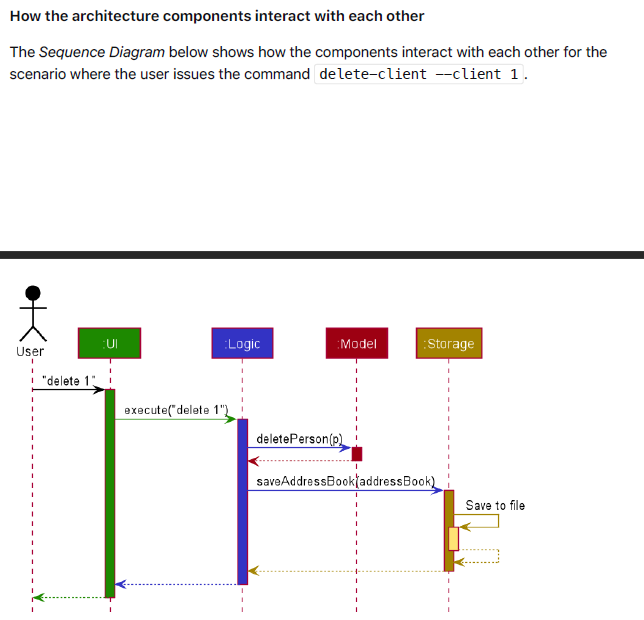 How the architecture components interact with each other
The Sequence Diagram below shows how the components interact with each other for the
scenario where the user issues the command delete-client --client 1 .
User
:UI
:Logic
:Model
:Storage
"delete 1"
execute("delete 1")
deletePerson(p)
saveAddressBook(addressBook)
Save to file